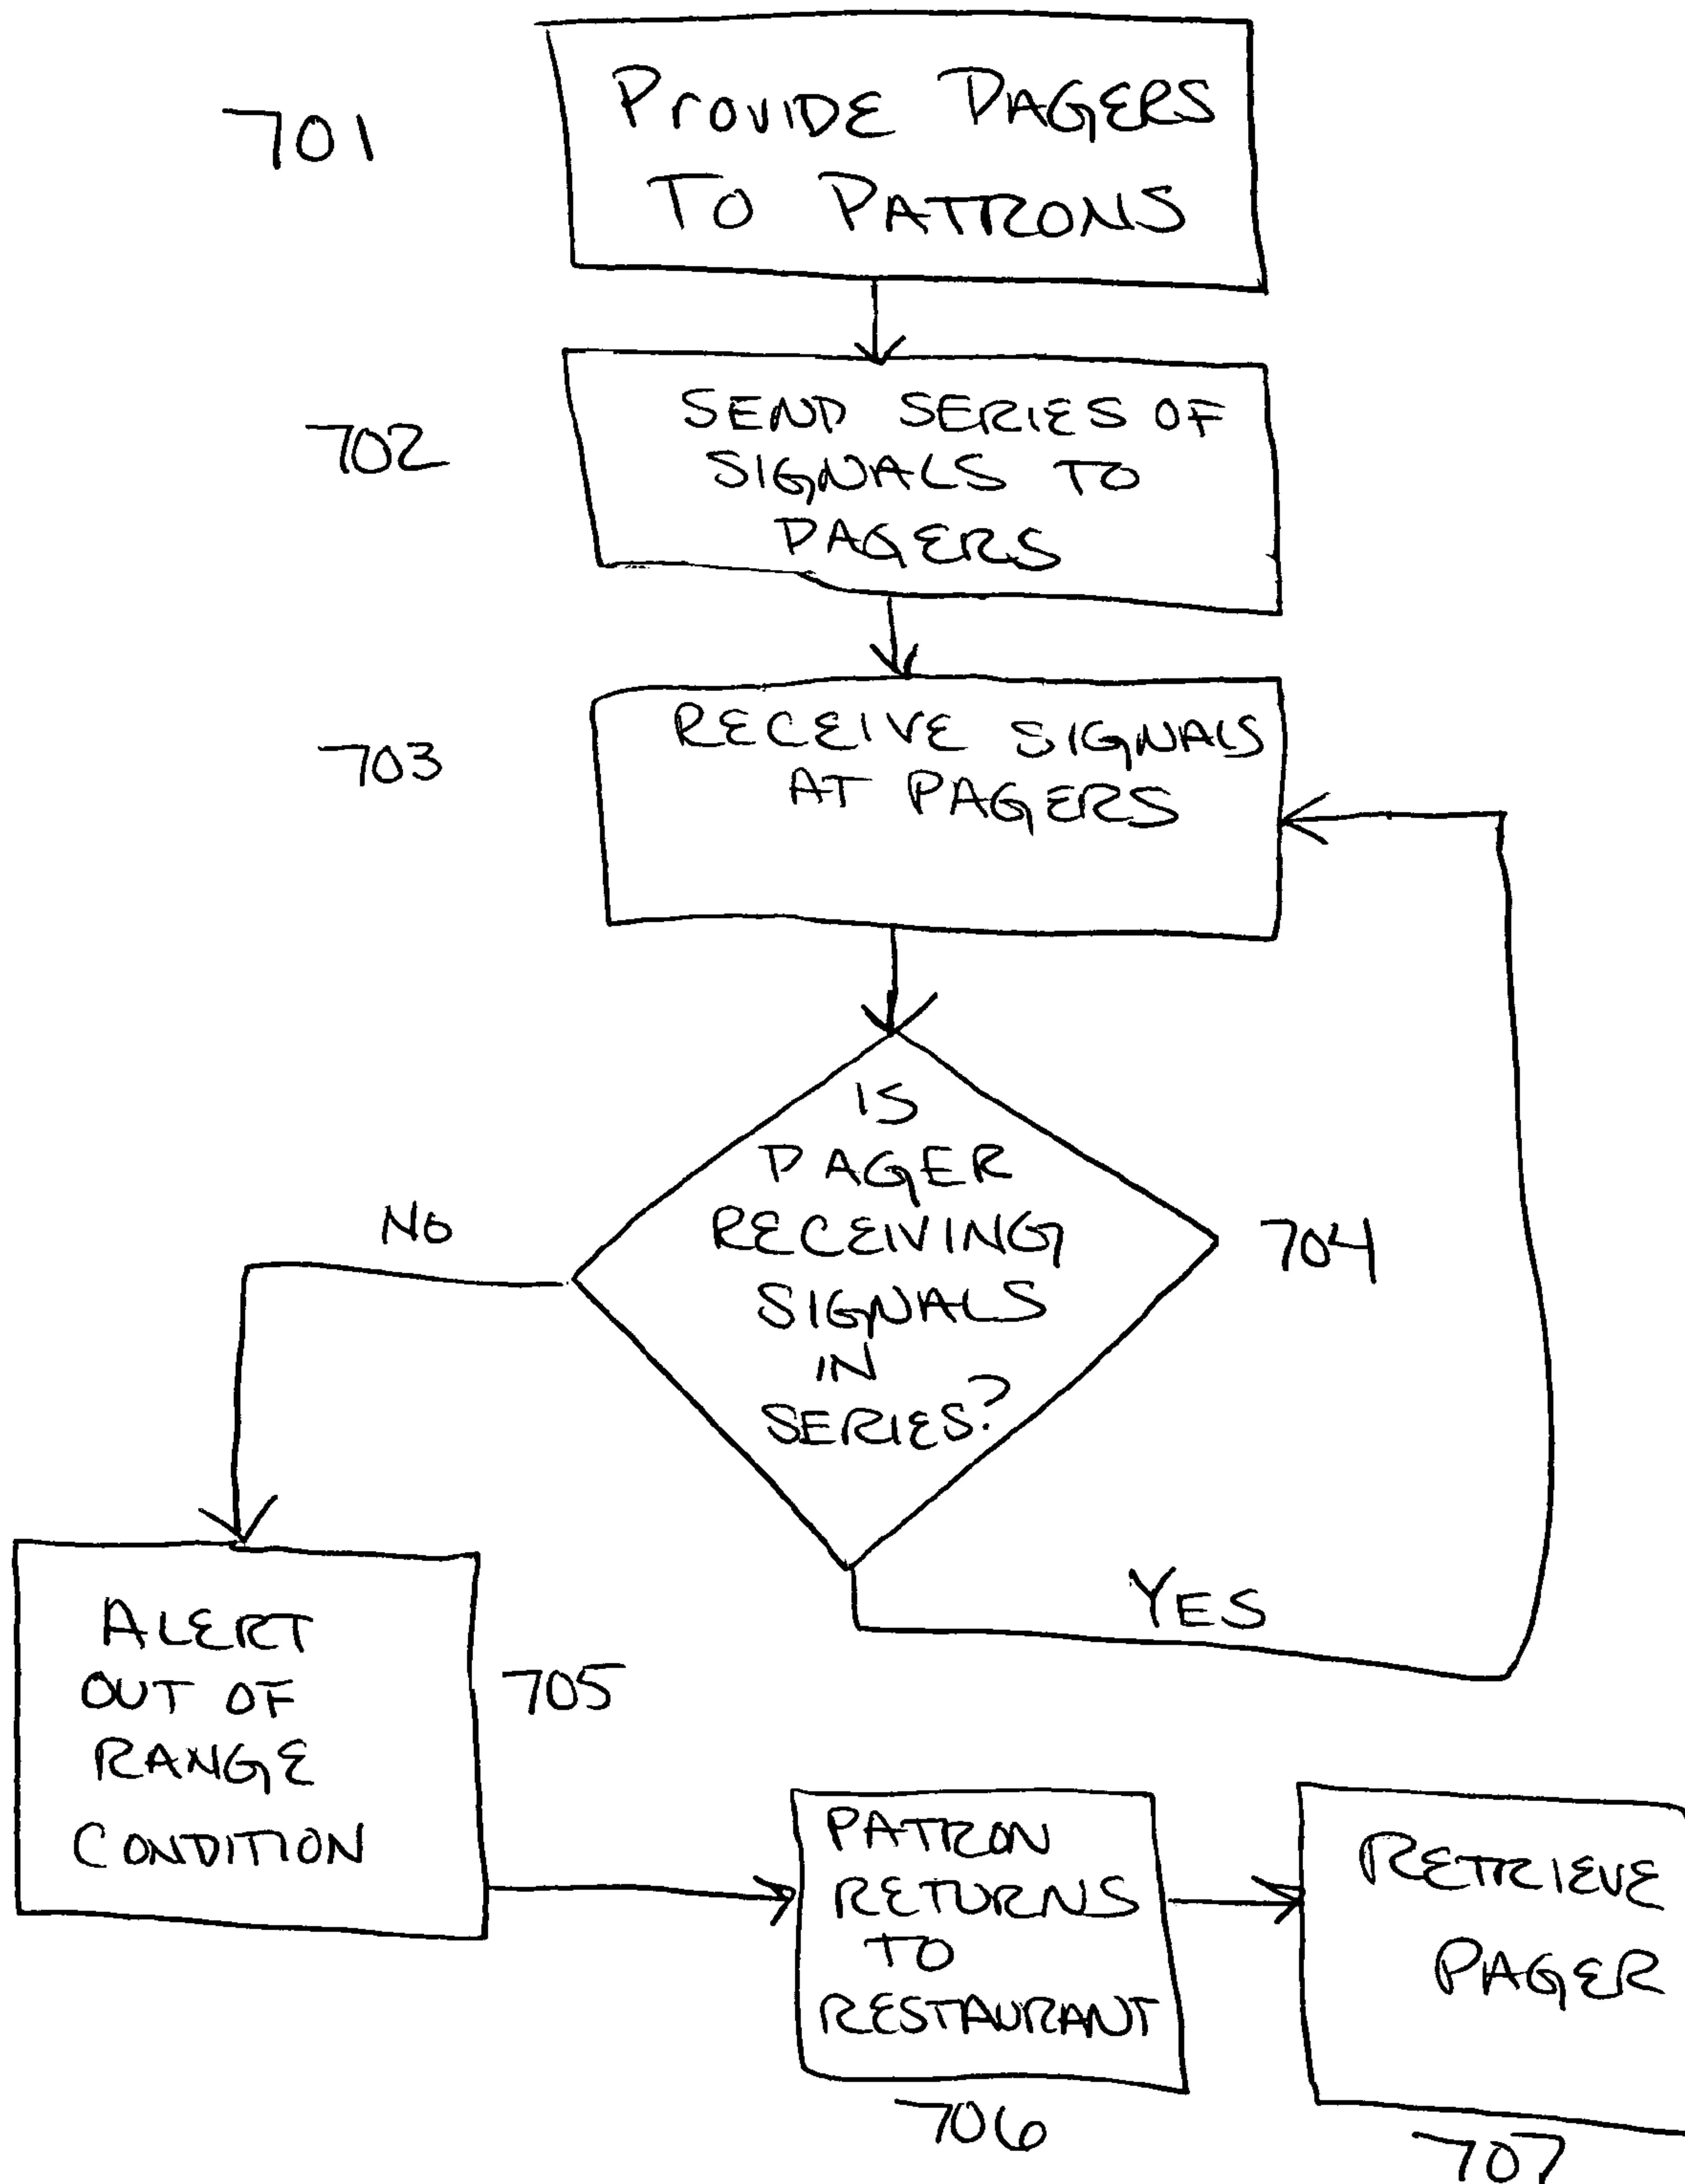 701
PROVIDE PAGERS
TO PATRONS
702
SEND SERIES OF
SIGNALS TO
PAGERS
703
RECEIVE SIGNALS
AT PAGERS
IS
PAGER
RECEIVING
SIGNALS
IN
SERIES?
704
NO
YES
ALERT
OUT OF
RANGE
CONDITION
705
PATRON
RETURNS
TO
RESTAURANT
706
RETRIEVE
PAGER
707